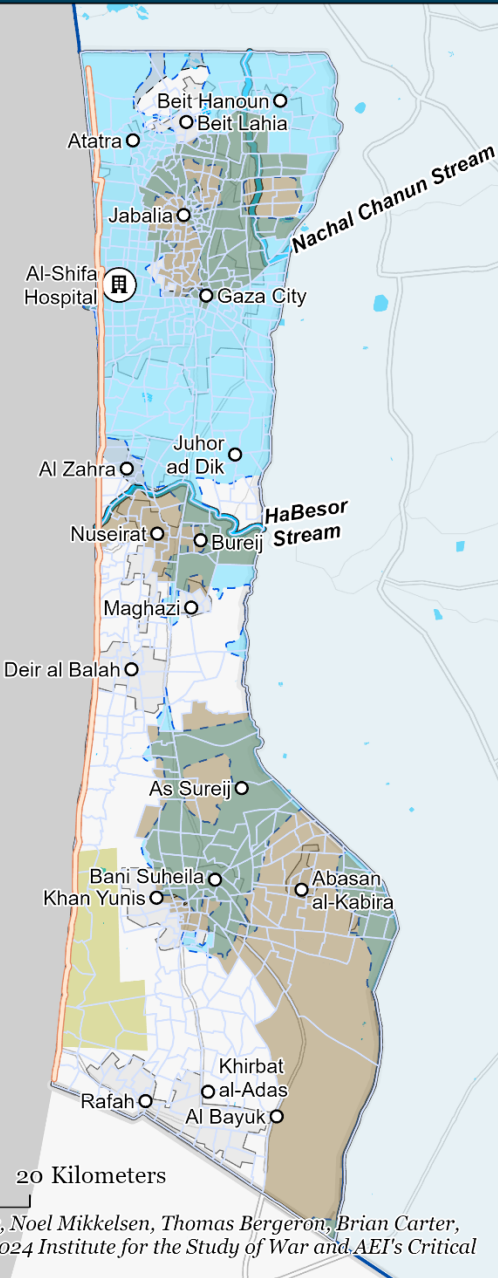 Beit Hanoun
Beit Lahia
Atatra
Nachal Chanun Stream
Jabalia
Al-Shifa
Hospital
Gaza City
Juhor
ad Dik
Al Zahra
HaBesor
Stream
Nuseirat
Bureij
Maghazi
Deir al Balah
As Sureij
Bani Suheila
Abasan
al-Kabira
Khan Yunis
Khirbat
al-Adas
Rafah
Al Bayuk
20 Kilometers
, Noel Mikkelsen, Thomas Bergeron, Brian Carter,
024 Institute for the Study of War and AEI's Critical